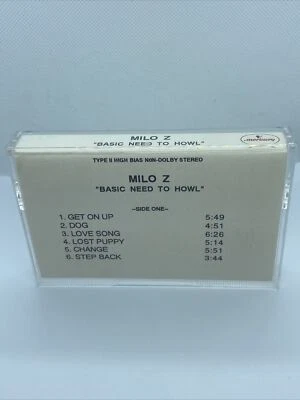 MILO Z
"BASIC NEED TO HOWL"
TYPE II HIGH BIAS NON-DOLBY STEREO
MILO Z
"BASIC NEED TO HOWL"
–SIDE ONE–
1. GET ON UP 5:49
2. DOG 4:51
3. LOVE SONG 6:26
4. LOST PUPPY 5:14
5. CHANGE 5:51
6. STEP BACK 3:44